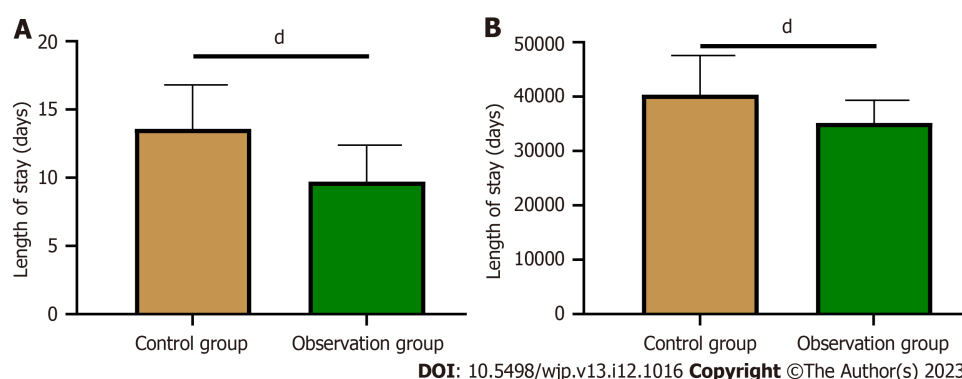 A
d
20
15
10
5
0
Length of stay (days)
Control group
Observation group
B
d
50000
40000
30000
20000
10000
0
Length of stay (days)
Control group
Observation group
DOI: 10.5498/wjp.v13.i12.1016 Copyright ©The Author(s) 2023